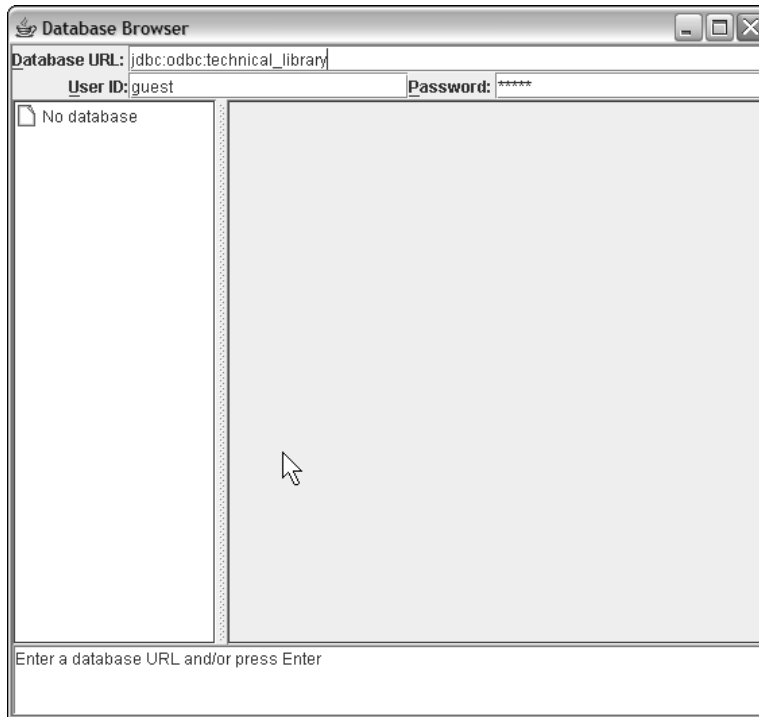 Database Browser
Database URL: jdbc:odbc:technical_library
User ID: guest Password: *****
No database
Enter a database URL and/or press Enter